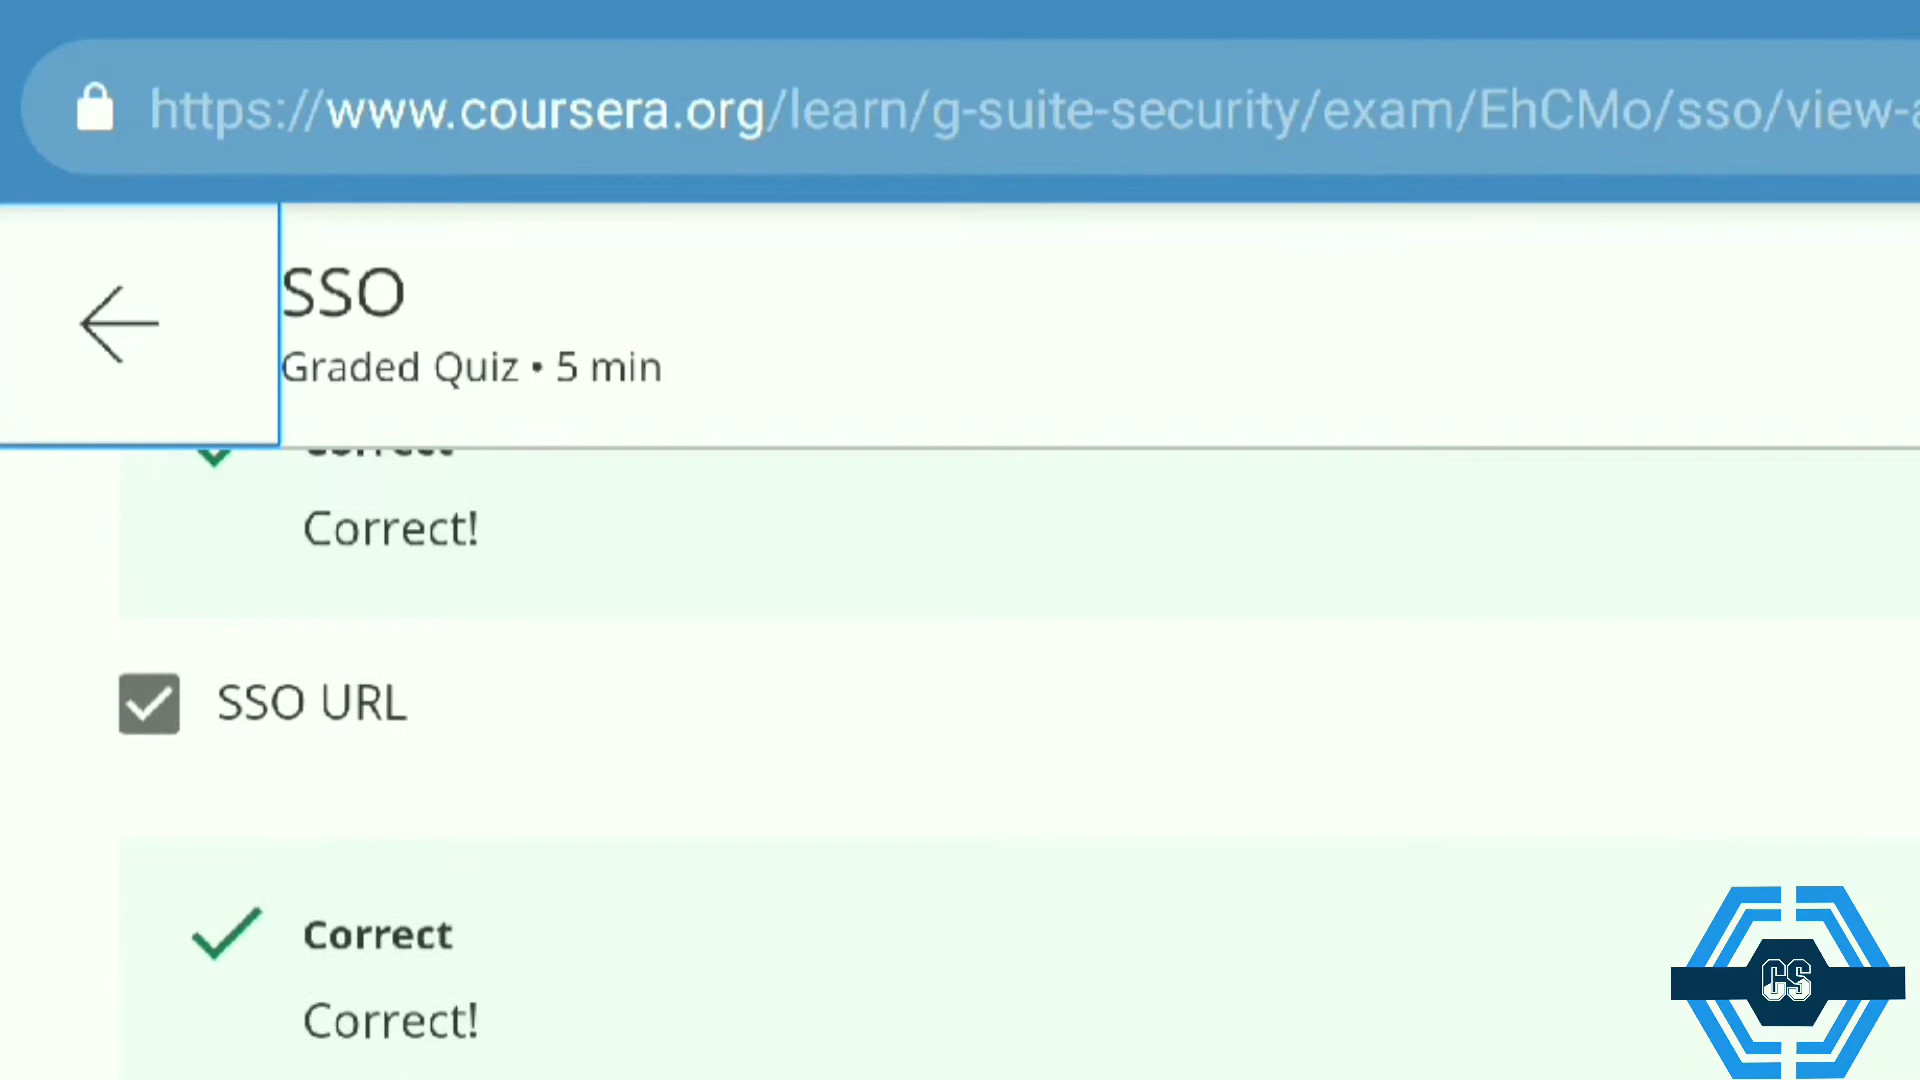 https://www.coursera.org/learn/g-suite-security/exam/EhCMo/sso/view-a
SSO
Graded Quiz • 5 min
Correct
Correct!
SSO URL
Correct
Correct!
CS